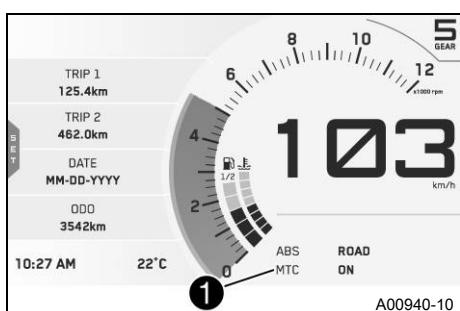 5
GEAR
TRIP 1
125.4km
TRIP 2
462.0km
DATE
MM-DD-YYYY
ODO
3542km
SET
10:27 AM
22°C
0
2
4
6
8
10
12
x1000 rpm
1/2
103
km/h
ABS ROAD
MTC ON
1
A00940-10